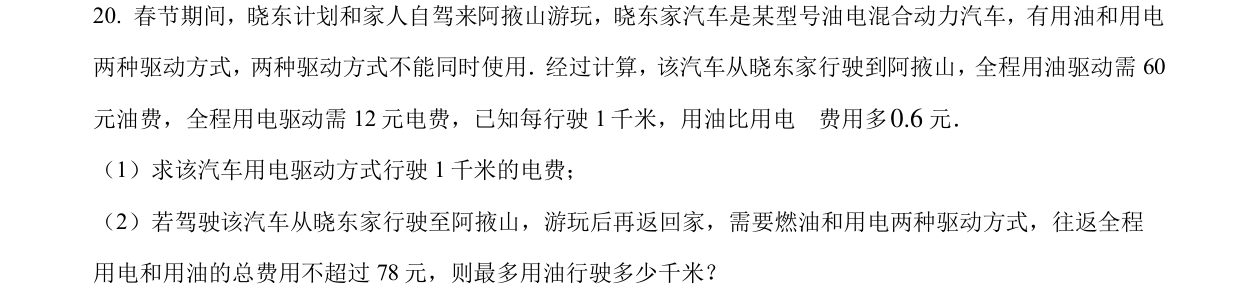 20. 春节期间，晓东计划和家人自驾来阿掖山游玩，晓东家汽车是某型号油电混合动力汽车，有用油和用电
两种驱动方式，两种驱动方式不能同时使用．经过计算，该汽车从晓东家行驶到阿掖山，全程用油驱动需 60
元油费，全程用电驱动需 12 元电费，已知每行驶 1 千米，用油比用电 费用多 0.6 元．
（1）求该汽车用电驱动方式行驶 1 千米的电费；
（2）若驾驶该汽车从晓东家行驶至阿掖山，游玩后再返回家，需要燃油和用电两种驱动方式，往返全程
用电和用油的总费用不超过 78 元，则最多用油行驶多少千米？